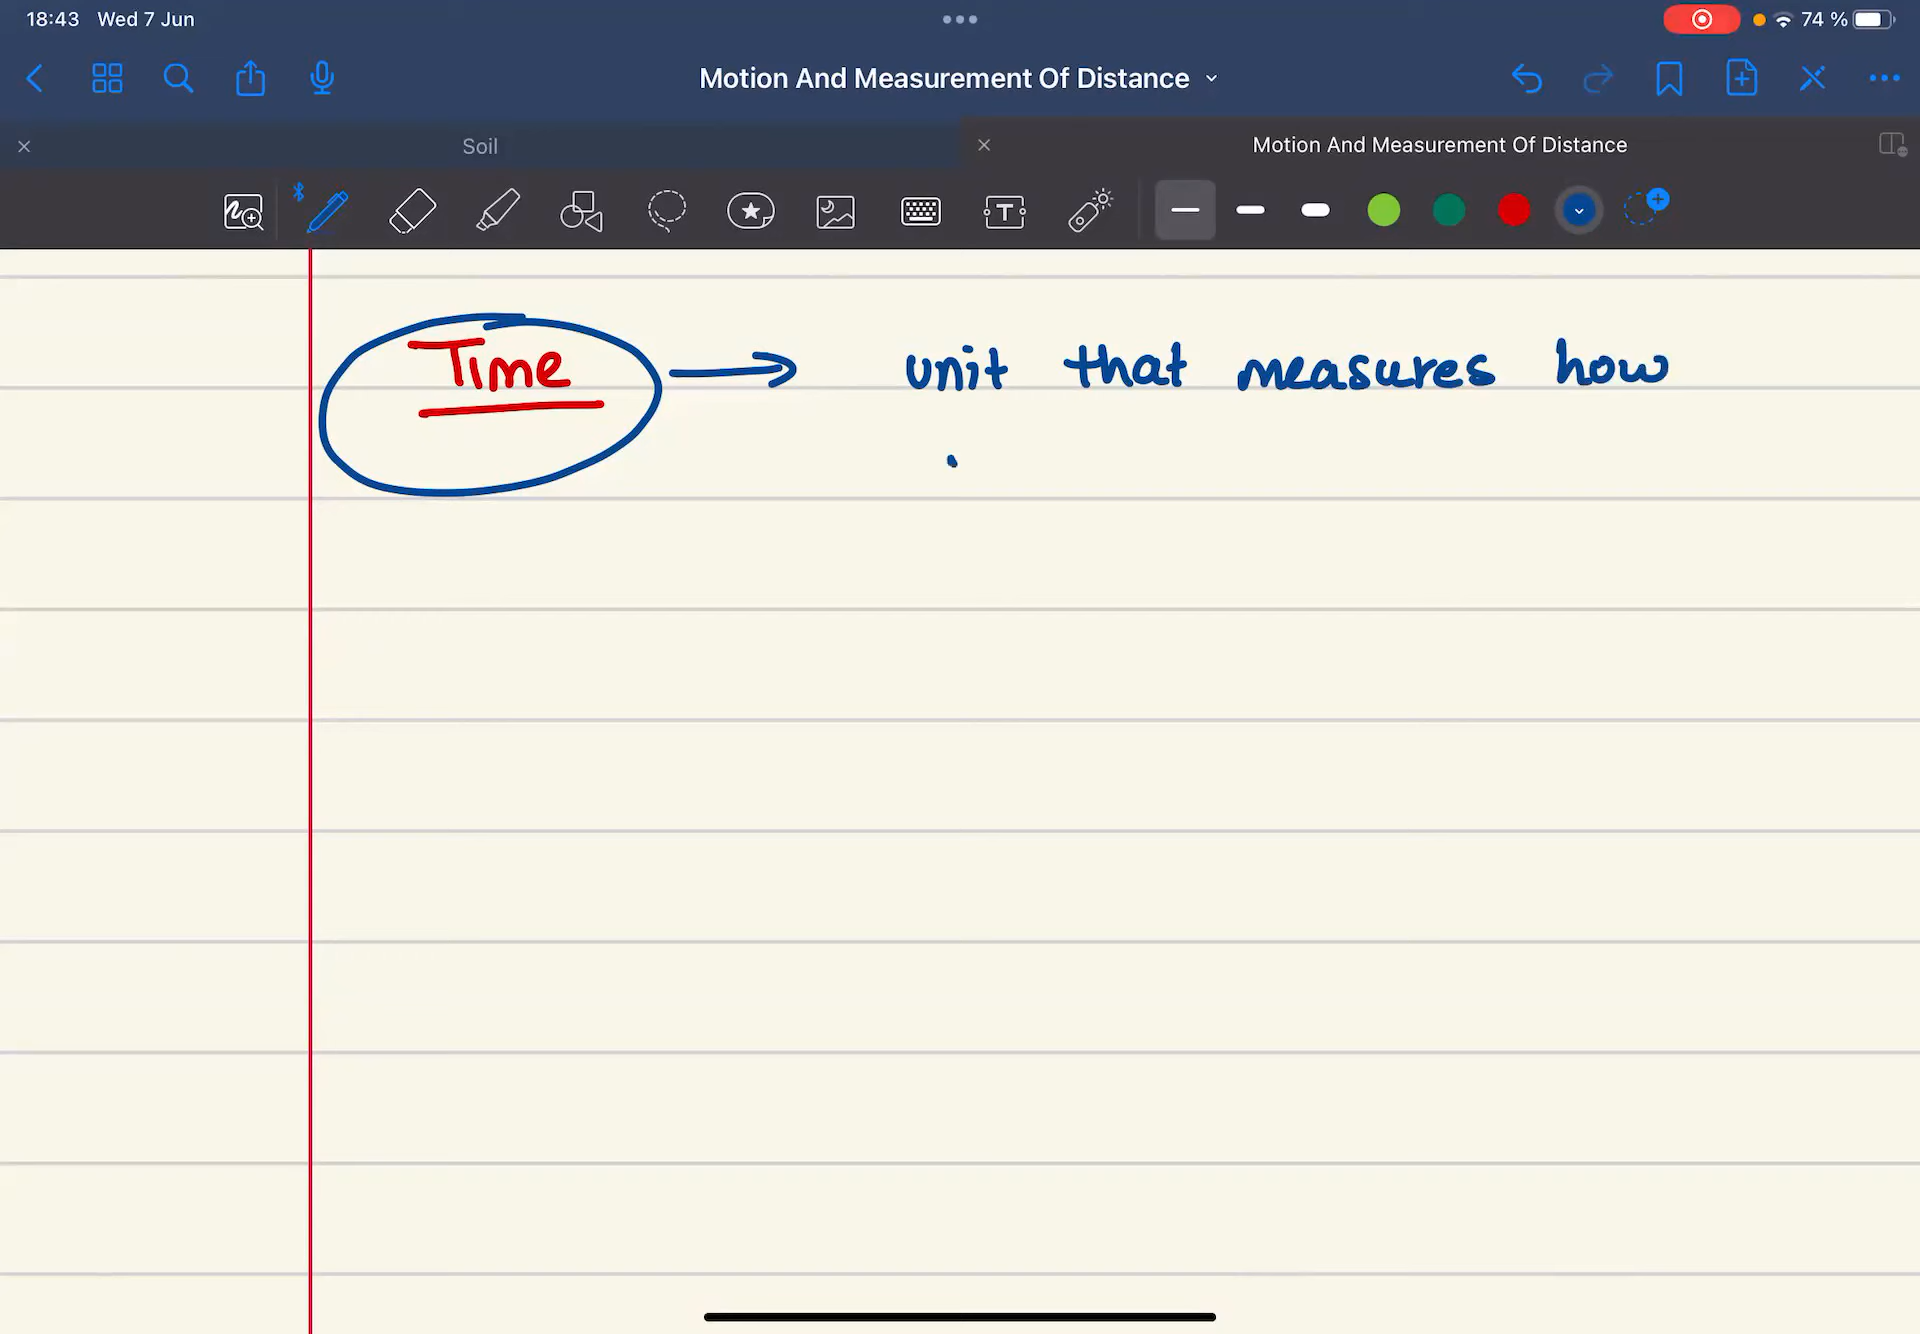 18:43 Wed 7 Jun 74 %
Motion And Measurement Of Distance
Soil Motion And Measurement Of Distance
T
Time → unit that measures how